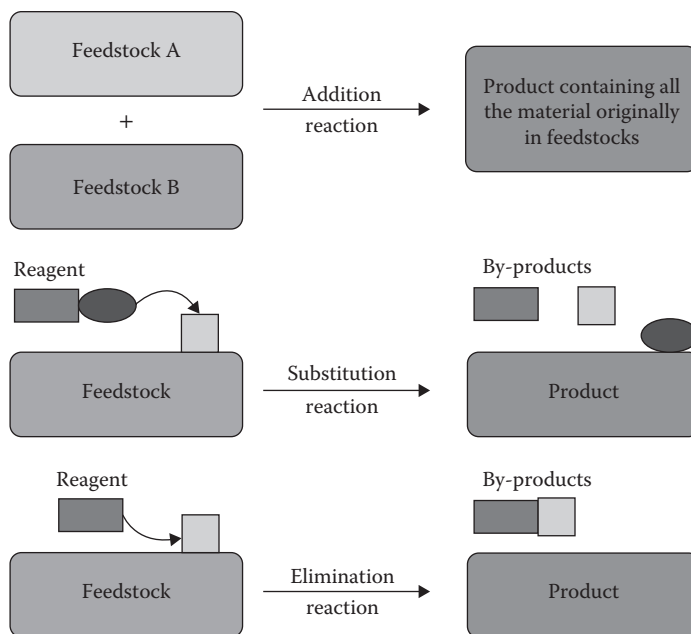 Feedstock A
+
Feedstock B
Addition
reaction
Product containing all
the material originally
in feedstocks
Reagent
Feedstock
Substitution
reaction
By-products
Product
Reagent
Feedstock
Elimination
reaction
By-products
Product